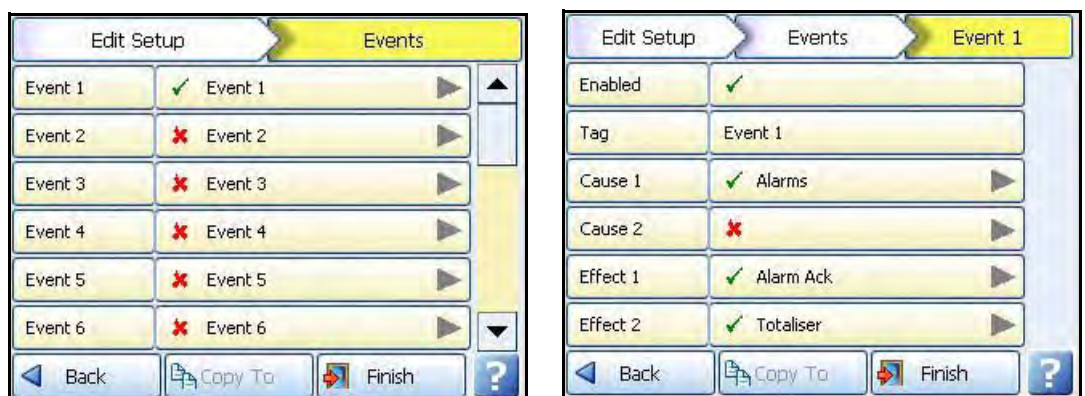 Edit Setup Events
Event 1 ✓ Event 1
Event 2 ✘ Event 2
Event 3 ✘ Event 3
Event 4 ✘ Event 4
Event 5 ✘ Event 5
Event 6 ✘ Event 6
Back Copy To Finish ?
Edit Setup Events Event 1
Enabled ✓
Tag Event 1
Cause 1 ✓ Alarms
Cause 2 ✘
Effect 1 ✓ Alarm Ack
Effect 2 ✓ Totaliser
Back Copy To Finish ?